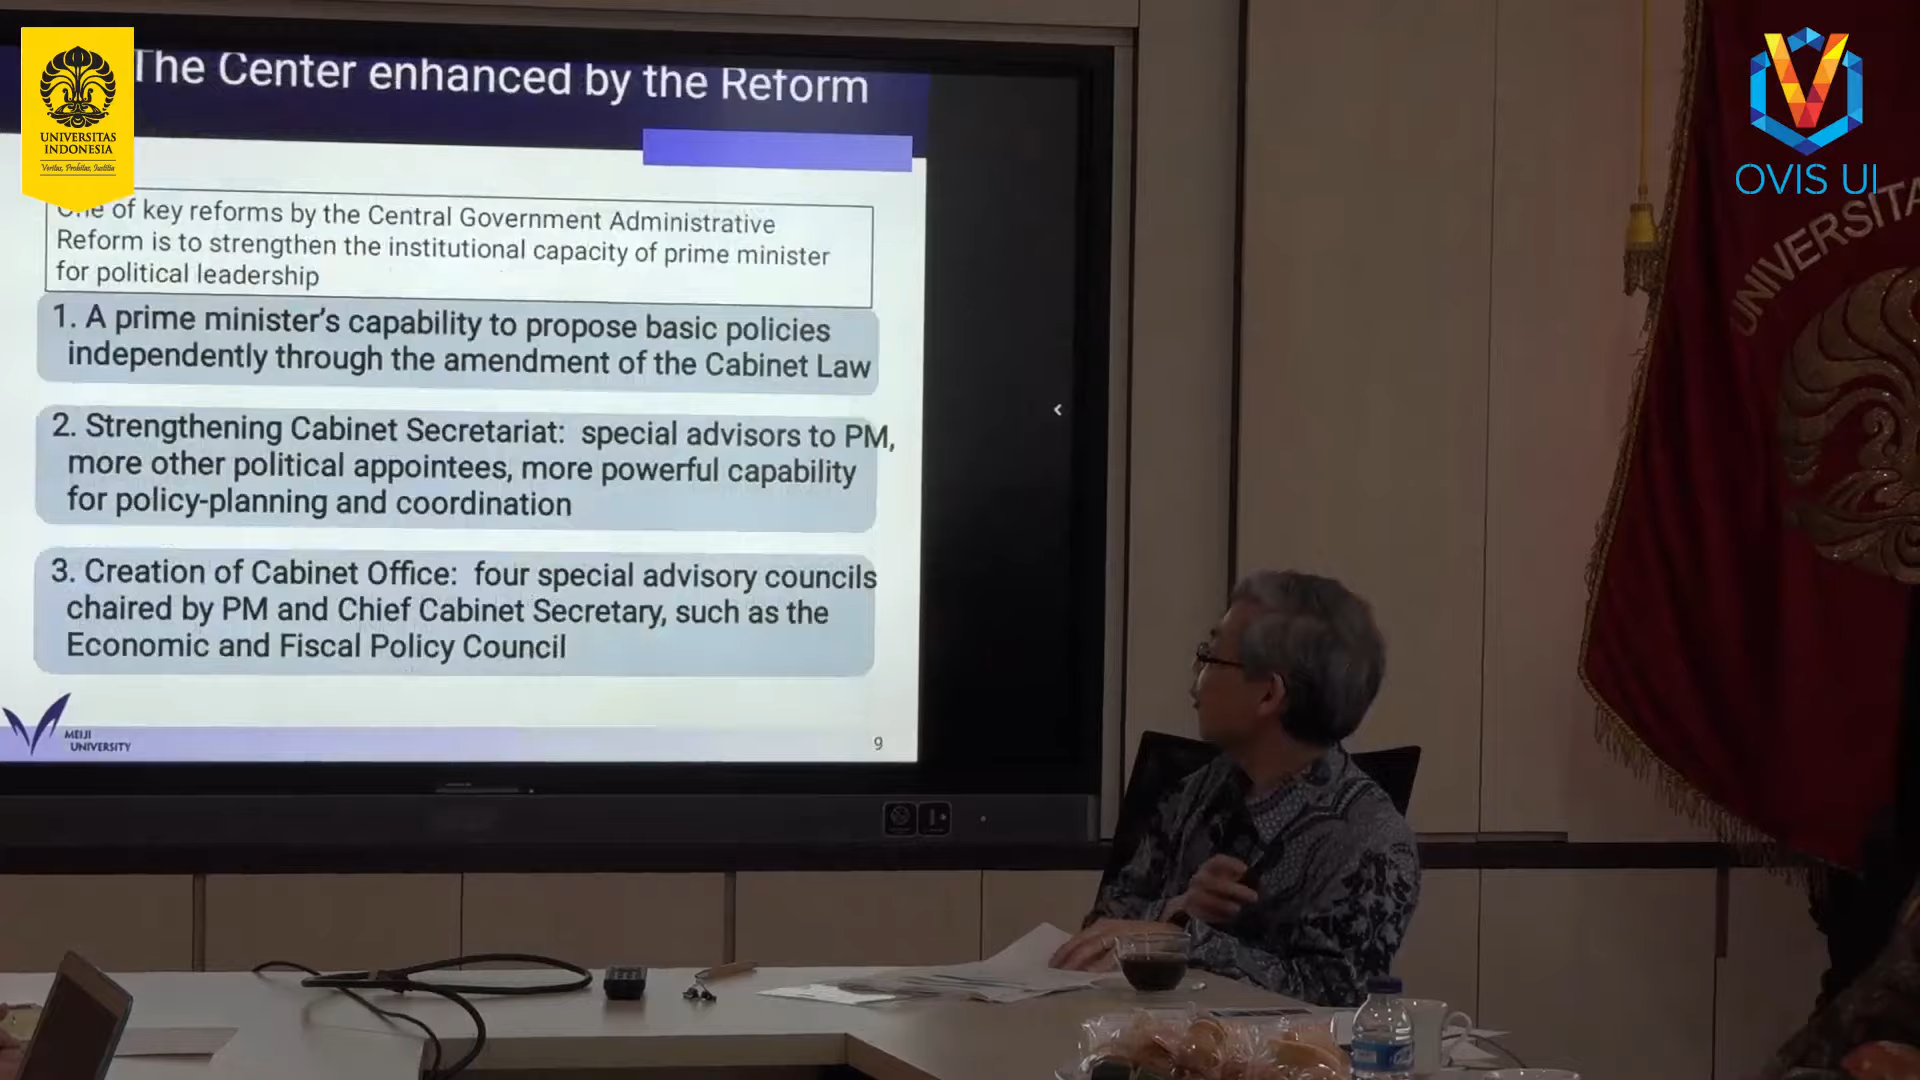 The Center enhanced by the Reform
UNIVERSITAS
INDONESIA
Veritas, Probitas, Iustitia
OVIS UI
One of key reforms by the Central Government Administrative
Reform is to strengthen the institutional capacity of prime minister
for political leadership
1. A prime minister's capability to propose basic policies
independently through the amendment of the Cabinet Law
2. Strengthening Cabinet Secretariat: special advisors to PM,
more other political appointees, more powerful capability
for policy-planning and coordination
3. Creation of Cabinet Office: four special advisory councils
chaired by PM and Chief Cabinet Secretary, such as the
Economic and Fiscal Policy Council
MEIJI
UNIVERSITY
9
UNIVERSITA